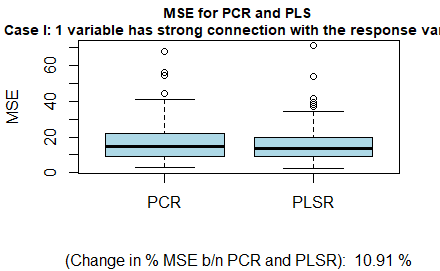 MSE for PCR and PLS
Case I: 1 variable has strong connection with the response var
MSE
60
40
20
0
PCR
PLSR
(Change in % MSE b/n PCR and PLSR): 10.91 %